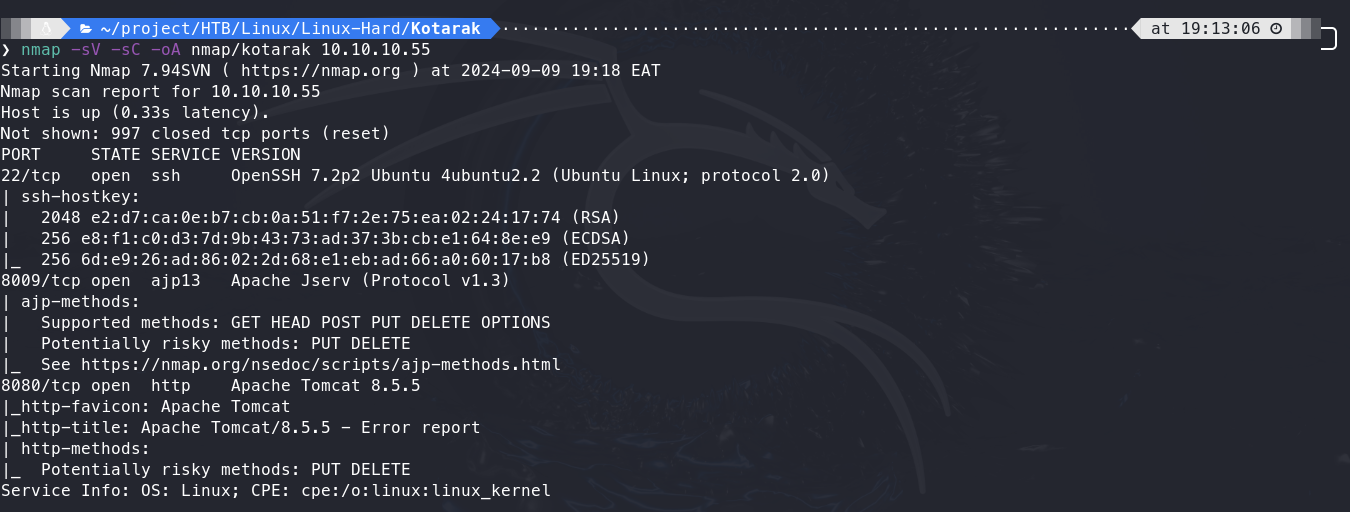 ~/project/HTB/Linux/Linux-Hard/Kotarak at 19:13:06
❯ nmap -sV -sC -oA nmap/kotarak 10.10.10.55
Starting Nmap 7.94SVN ( https://nmap.org ) at 2024-09-09 19:18 EAT
Nmap scan report for 10.10.10.55
Host is up (0.33s latency).
Not shown: 997 closed tcp ports (reset)
PORT     STATE SERVICE VERSION
22/tcp   open  ssh     OpenSSH 7.2p2 Ubuntu 4ubuntu2.2 (Ubuntu Linux; protocol 2.0)
| ssh-hostkey:
|   2048 e2:d7:ca:0e:b7:cb:0a:51:f7:2e:75:ea:02:24:17:74 (RSA)
|   256 e8:f1:c0:d3:7d:9b:43:73:ad:37:3b:cb:e1:64:8e:e9 (ECDSA)
|_  256 6d:e9:26:ad:86:02:2d:68:e1:eb:ad:66:a0:60:17:b8 (ED25519)
8009/tcp open  ajp13   Apache Jserv (Protocol v1.3)
| ajp-methods:
|   Supported methods: GET HEAD POST PUT DELETE OPTIONS
|   Potentially risky methods: PUT DELETE
|_  See https://nmap.org/nsedoc/scripts/ajp-methods.html
8080/tcp open  http    Apache Tomcat 8.5.5
|_http-favicon: Apache Tomcat
|_http-title: Apache Tomcat/8.5.5 - Error report
| http-methods:
|_  Potentially risky methods: PUT DELETE
Service Info: OS: Linux; CPE: cpe:/o:linux:linux_kernel